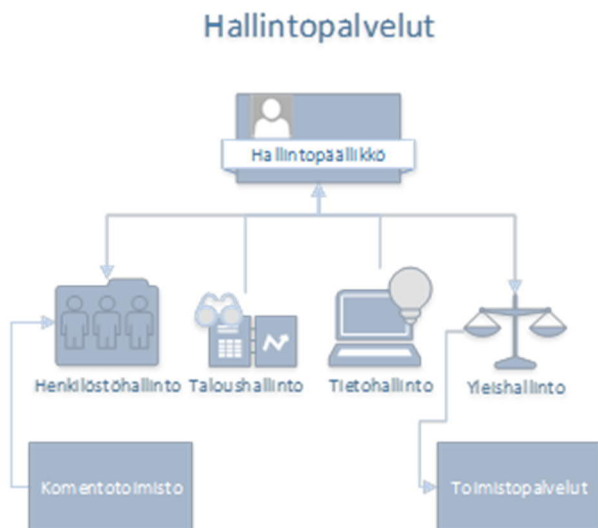 Hallintopalvelut
Hallintopäällikkö
Henkilöstöhallinto
Taloushallinto
Tietohallinto
Yleishallinto
Komentotoimisto
Toimistopalvelut